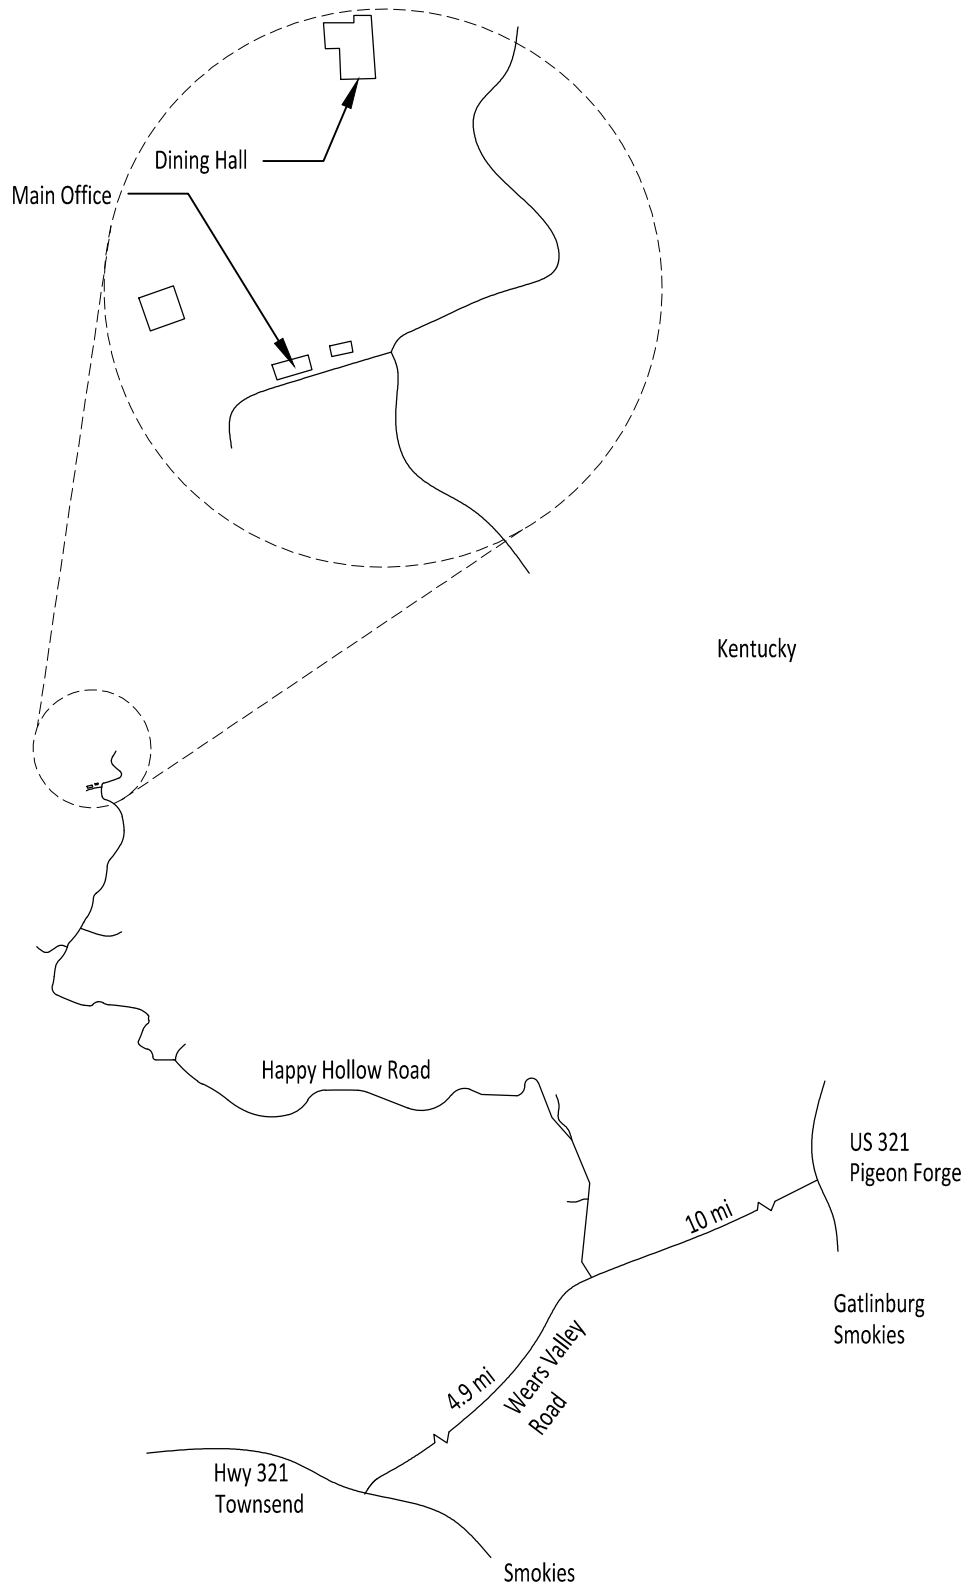 Dining Hall
Main Office
Kentucky
Happy Hollow Road
US 321
Pigeon Forge
10 mi
Gatlinburg
Smokies
Wears Valley
Road
4.9 mi
Hwy 321
Townsend
Smokies